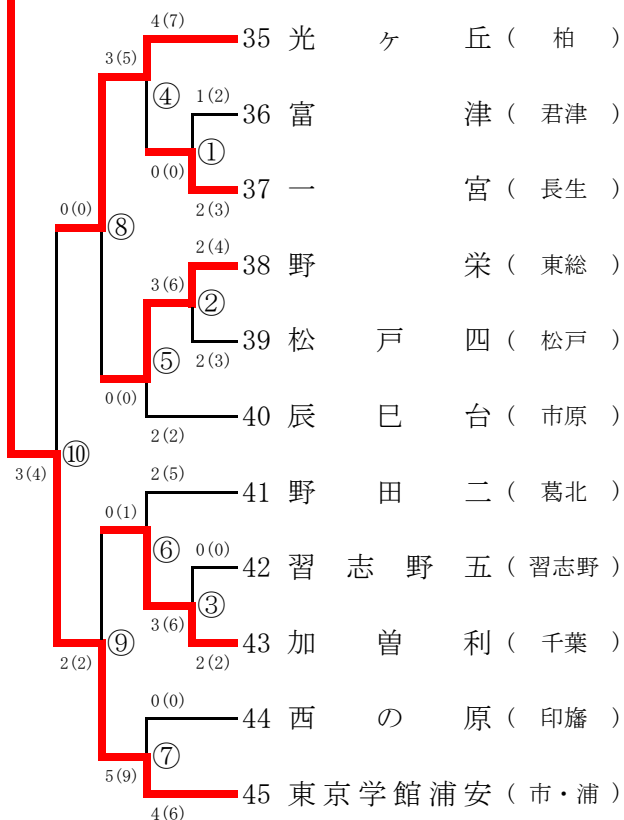 4(7)
35 光ヶ丘（柏）
3(5)
④
1(2)
36 富津（君津）
①
0(0)
37 一宮（長生）
2(3)
0(0)
⑧
2(4)
38 野栄（東総）
3(6)
②
39 松戸四（松戸）
2(3)
⑤
0(0)
40 辰巳台（市原）
2(2)
⑩
3(4)
2(5)
41 野田二（葛北）
0(1)
⑥
0(0)
42 習志野五（習志野）
③
3(6)
43 加曽利（千葉）
2(2)
⑨
2(2)
0(0)
44 西の原（印旛）
⑦
5(9)
45 東京学館浦安（市・浦）
4(6)